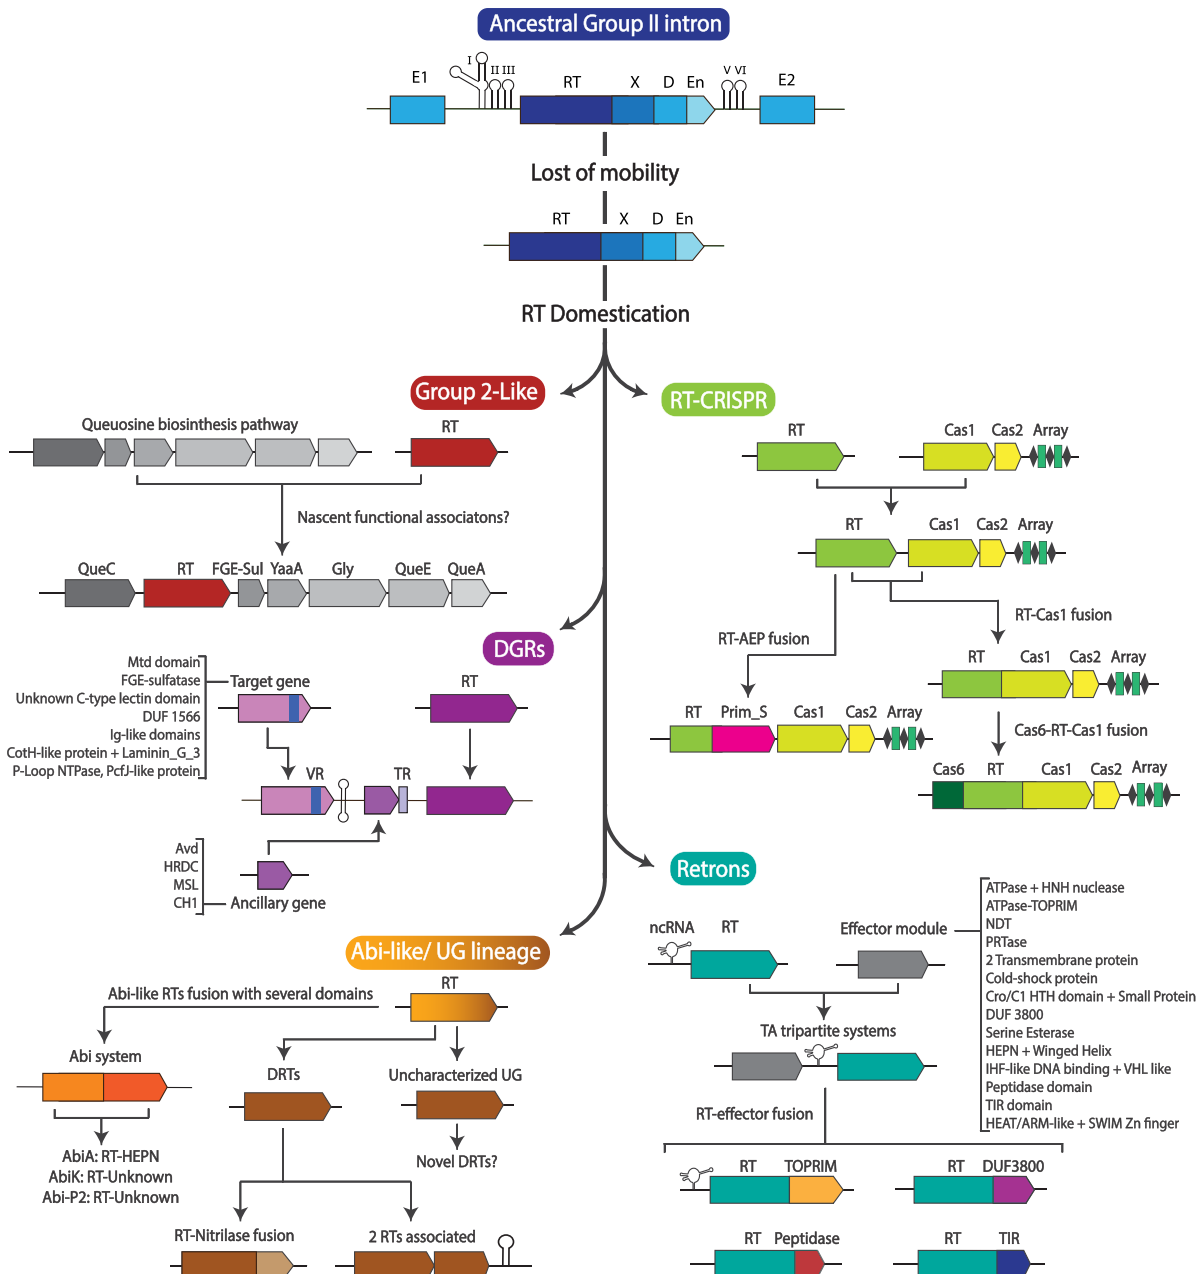 Ancestral Group II intron
E1
I
II III
RT
X
D
En
V VI
E2
Lost of mobility
RT
X
D
En
RT Domestication
Group 2-Like
Queuosine biosinthesis pathway
RT
Nascent functional associatons?
QueC
RT
FGE-Sul
YaaA
Gly
QueE
QueA
RT-CRISPR
RT
Cas1
Cas2
Array
RT
Cas1
Cas2
Array
RT-Cas1 fusion
RT-AEP fusion
RT
Cas1
Cas2
Array
RT
Prim_S
Cas1
Cas2
Array
Cas6-RT-Cas1 fusion
Cas6
RT
Cas1
Cas2
Array
DGRs
Mtd domain
FGE-sulfatase
Unknown C-type lectin domain
DUF 1566
Ig-like domains
CotH-like protein + Laminin_G_3
P-Loop NTPase, PcfJ-like protein
Target gene
RT
VR
TR
Avd
HRDC
MSL
CH1
Ancillary gene
Retrons
ncRNA
RT
Effector module
ATPase + HNH nuclease
ATPase-TOPRIM
NDT
PRTase
2 Transmembrane protein
Cold-shock protein
Cro/C1 HTH domain + Small Protein
DUF 3800
Serine Esterase
HEPN + Winged Helix
IHF-like DNA binding + VHL like
Peptidase domain
TIR domain
HEAT/ARM-like + SWIM Zn finger
TA tripartite systems
RT-effector fusion
RT
TOPRIM
RT
DUF3800
RT
Peptidase
RT
TIR
Abi-like/ UG lineage
RT
Abi-like RTs fusion with several domains
Abi system
AbiA: RT-HEPN
AbiK: RT-Unknown
Abi-P2: RT-Unknown
DRTs
Uncharacterized UG
Novel DRTs?
RT-Nitrilase fusion
2 RTs associated